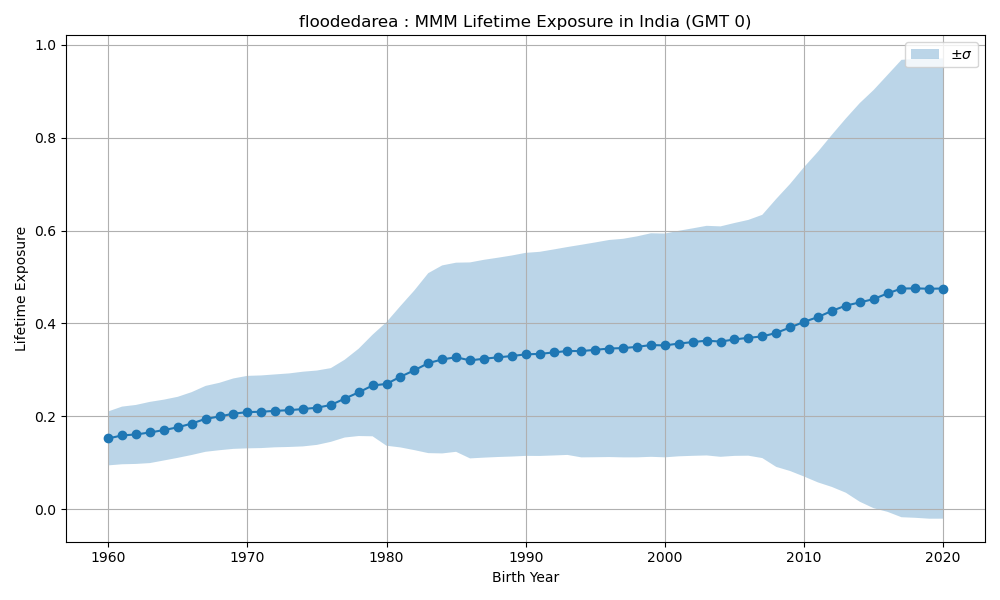 floodedarea : MMM Lifetime Exposure in India (GMT 0)
±σ
Lifetime Exposure
1.0
0.8
0.6
0.4
0.2
0.0
1960 1970 1980 1990 2000 2010 2020
Birth Year